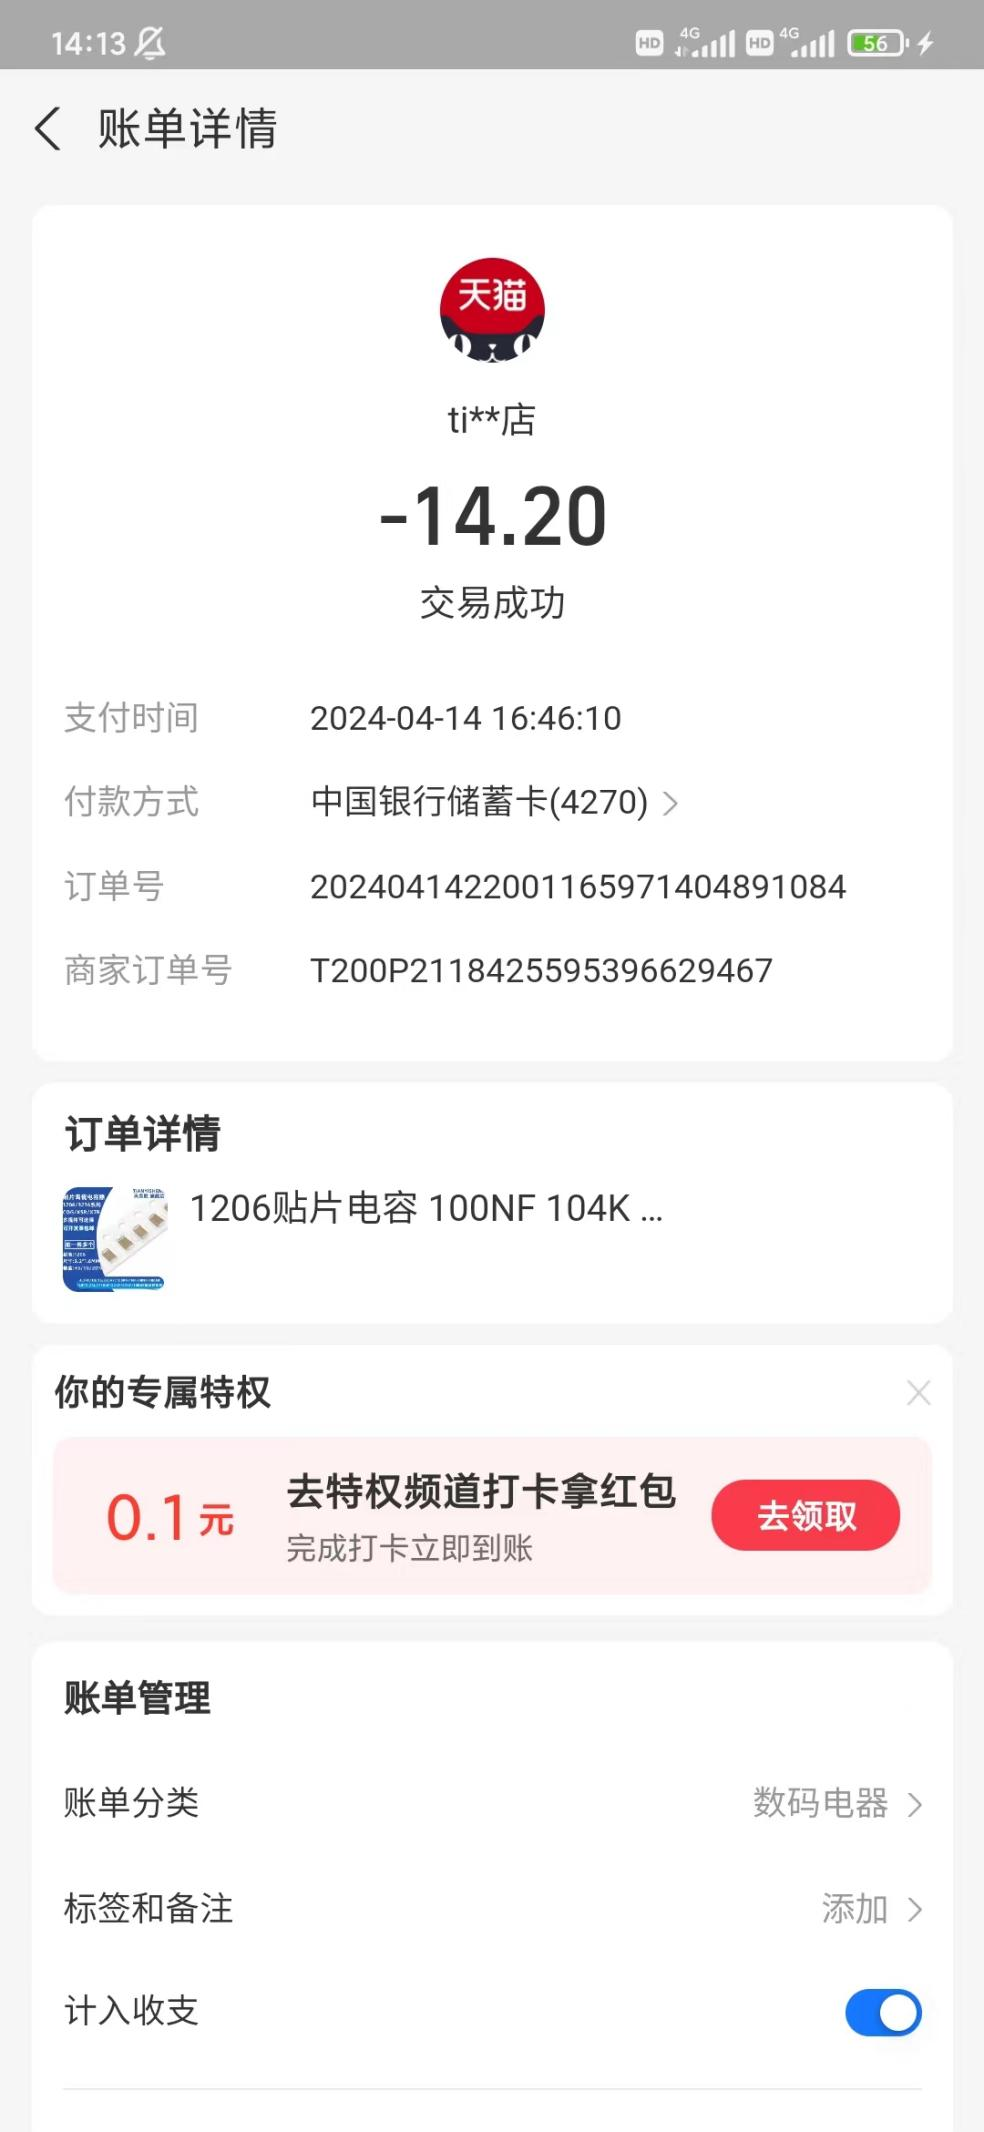 14:13
HD 4G HD 4G 56
账单详情
天猫
ti**店
-14.20
交易成功
支付时间 2024-04-14 16:46:10
付款方式 中国银行储蓄卡(4270)
订单号 2024041422001165971404891084
商家订单号 T200P2118425595396629467
订单详情
1206贴片电容 100NF 104K ...
你的专属特权
0.1元 去特权频道打卡拿红包 去领取
完成打卡立即到账
账单管理
账单分类 数码电器
标签和备注 添加
计入收支